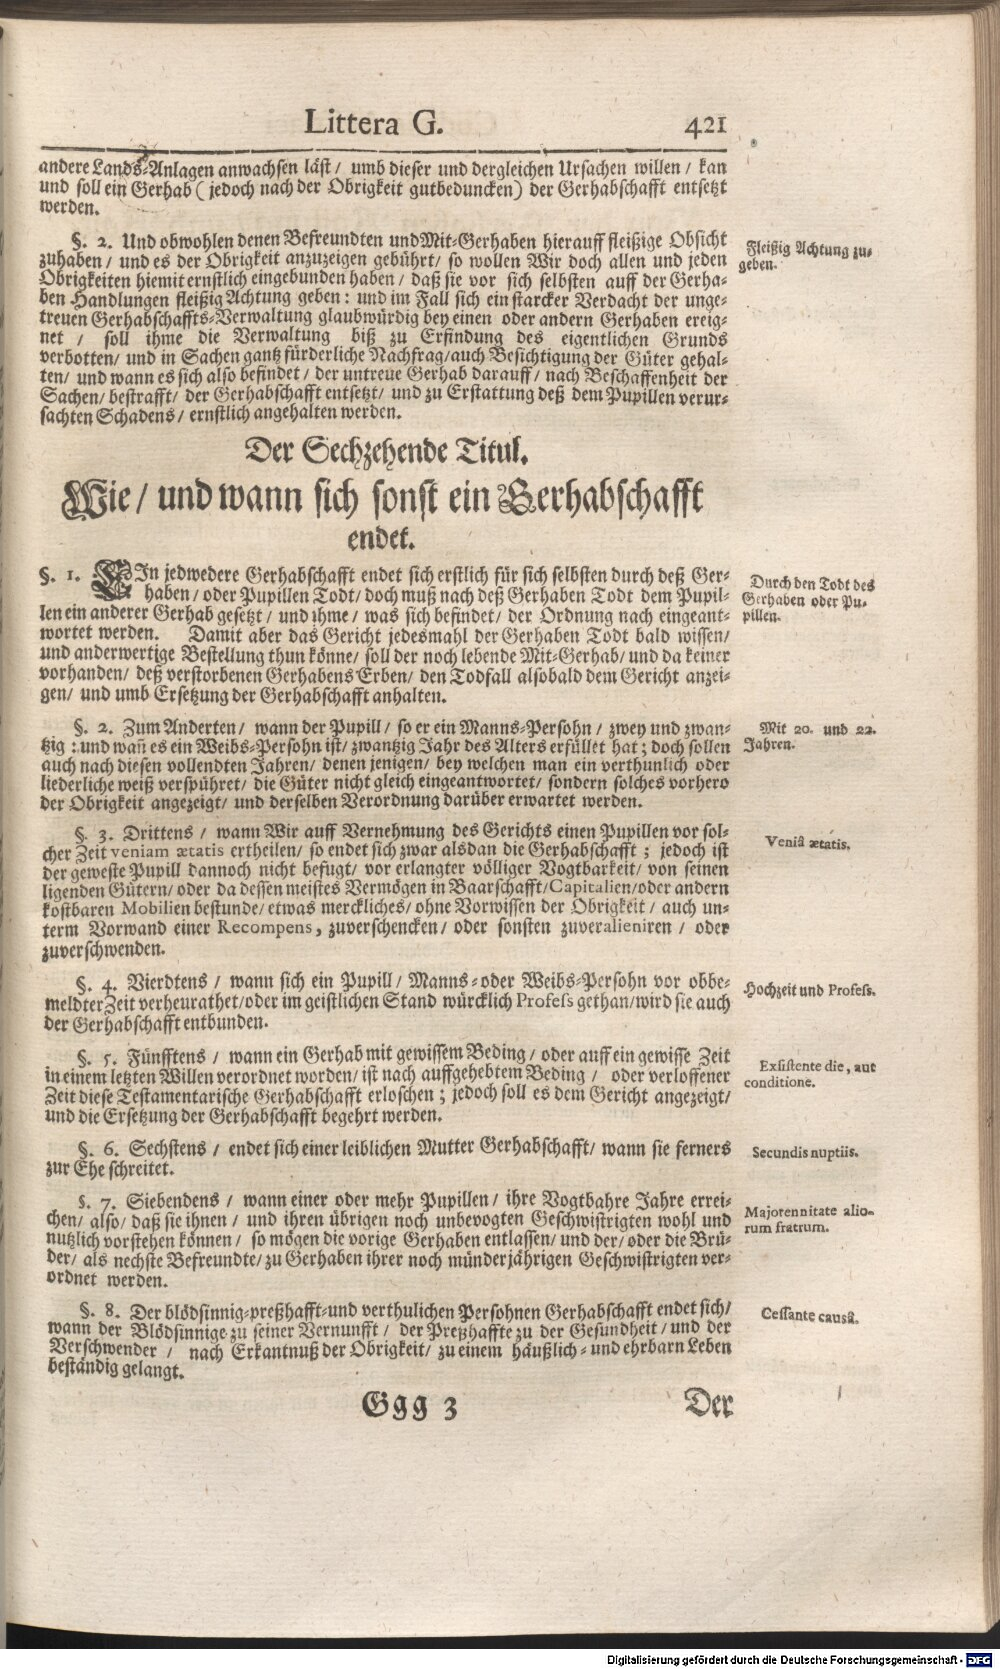 Littera G. 421
andere Lands-Anlagen anwachsen läst / umb dieser und dergleichen Ursachen willen / kan
und soll ein Gerhab ( jedoch nach der Obrigkeit gutbeduncken) der Gerhabschafft entsetzt
werden.
§. 2. Und obwohlen denen Befreundten und Mit-Gerhaben hierauff fleißige Obsicht
zuhaben / und es der Obrigkeit anzuzeigen gebührt / so wollen Wir doch allen und jeden
Obrigkeiten hiemit ernstlich eingebunden haben / daß sie vor sich selbsten auff der Gerha-
ben Handlungen fleißig Achtung geben : und im Fall sich ein starcker Verdacht der unge-
treuen Gerhabschaffts-Verwaltung glaubwürdig bey einen oder andern Gerhaben ereig-
net / soll ihme die Verwaltung biß zu Erfindung des eigentlichen Grunds
verbotten / und in Sachen gantz fürderliche Nachfrag / auch Besichtigung der Güter gehal-
ten / und wann es sich also befindet / der untreue Gerhab darauff / nach Beschaffenheit der
Sachen / bestrafft / der Gerhabschafft entsetzt / und zu Erstattung deß dem Pupillen verur-
sachten Schadens / ernstlich angehalten werden.
Fleißig Achtung zu-
geben.
Der Sechzehende Titul.
Wie / und wann sich sonst ein Gerhabschafft
endet.
§. 1. EIn jedwedere Gerhabschafft endet sich erstlich für sich selbsten durch deß Ger-
haben / oder Pupillen Todt / doch muß nach deß Gerhaben Todt dem Pupil-
len ein anderer Gerhab gesetzt / und ihme / was sich befindet / der Ordnung nach eingeant-
wortet werden. Damit aber das Gericht jedesmahl der Gerhaben Todt bald wissen /
und anderwertige Bestellung thun könne / soll der noch lebende Mit-Gerhab / und da keiner
vorhanden / deß verstorbenen Gerhabens Erben / den Todfall alsobald dem Gericht anzei-
gen / und umb Ersetzung der Gerhabschafft anhalten.
Durch den Todt des
Gerhaben oder Pu-
pillen.
§. 2. Zum Anderten / wann der Pupill / so er ein Manns-Persohn / zwey und zwan-
tzig : und wañ es ein Weibs-Persohn ist / zwantzig Jahr des Alters erfüllet hat ; doch sollen
auch nach diesen vollendten Jahren / denen jenigen / bey welchen man ein verthunlich oder
liederliche weiß verspühret / die Güter nicht gleich eingeantwortet / sondern solches vorhero
der Obrigkeit angezeigt / und derselben Verordnung darüber erwartet werden.
Mit 20. und 22.
Jahren.
§. 3. Drittens / wann Wir auff Vernehmung des Gerichts einen Pupillen vor sol-
cher Zeit veniam ætatis ertheilen / so endet sich zwar alsdan die Gerhabschafft ; jedoch ist
der geweste Pupill dannoch nicht befugt / vor erlangter völliger Vogtbarkeit / von seinen
ligenden Gütern / oder da dessen meistes Vermögen in Baarschafft / Capitalien / oder andern
kostbaren Mobilien bestunde / etwas merckliches / ohne Vorwissen der Obrigkeit / auch un-
term Vorwand einer Recompens, zuverschencken / oder sonsten zuveralieniren / oder
zuverschwenden.
Veniâ ætatis.
§. 4. Vierdtens / wann sich ein Pupill / Manns-oder Weibs-Persohn vor obbe-
meldter Zeit verheurathet / oder im geistlichen Stand würcklich Profess gethan / wird sie auch
der Gerhabschafft entbunden.
Hochzeit und Profess.
§. 5. Fünfftens / wann ein Gerhab mit gewissem Beding / oder auff ein gewisse Zeit
in einem letzten Willen verordnet worden / ist nach auffgehebtem Beding / oder verloffener
Zeit diese Testamentarische Gerhabschafft erloschen ; jedoch soll es dem Gericht angezeigt /
und die Ersetzung der Gerhabschafft begehrt werden.
Existente die, aut
conditione.
§. 6. Sechstens / endet sich einer leiblichen Mutter Gerhabschafft / wann sie ferners
zur Ehe schreitet.
Secundis nuptiis.
§. 7. Siebendens / wann einer oder mehr Pupillen / ihre Vogtbahre Jahre errei-
chen / also / daß sie ihnen / und ihren übrigen noch unbevogten Geschwistrigten wohl und
nutzlich vorstehen können / so mögen die vorige Gerhaben entlassen / und der / oder die Brü-
der / als nechste Befreundte / zu Gerhaben ihrer noch münderjährigen Geschwistrigten ver-
ordnet werden.
Majorennitate alio-
rum fratrum.
§. 8. Der blödsinnig-preßhafft-und verthulichen Persohnen Gerhabschafft endet sich /
wann der Blödsinnige zu seiner Vernunfft / der Preßhaffte zu der Gesundheit / und der
Verschwender / nach Erkantnuß der Obrigkeit / zu einem häußlich-und ehrbarn Leben
beständig gelangt.
Cessante causâ.
Ggg 3 Der
Digitalisierung gefördert durch die Deutsche Forschungsgemeinschaft - DFG